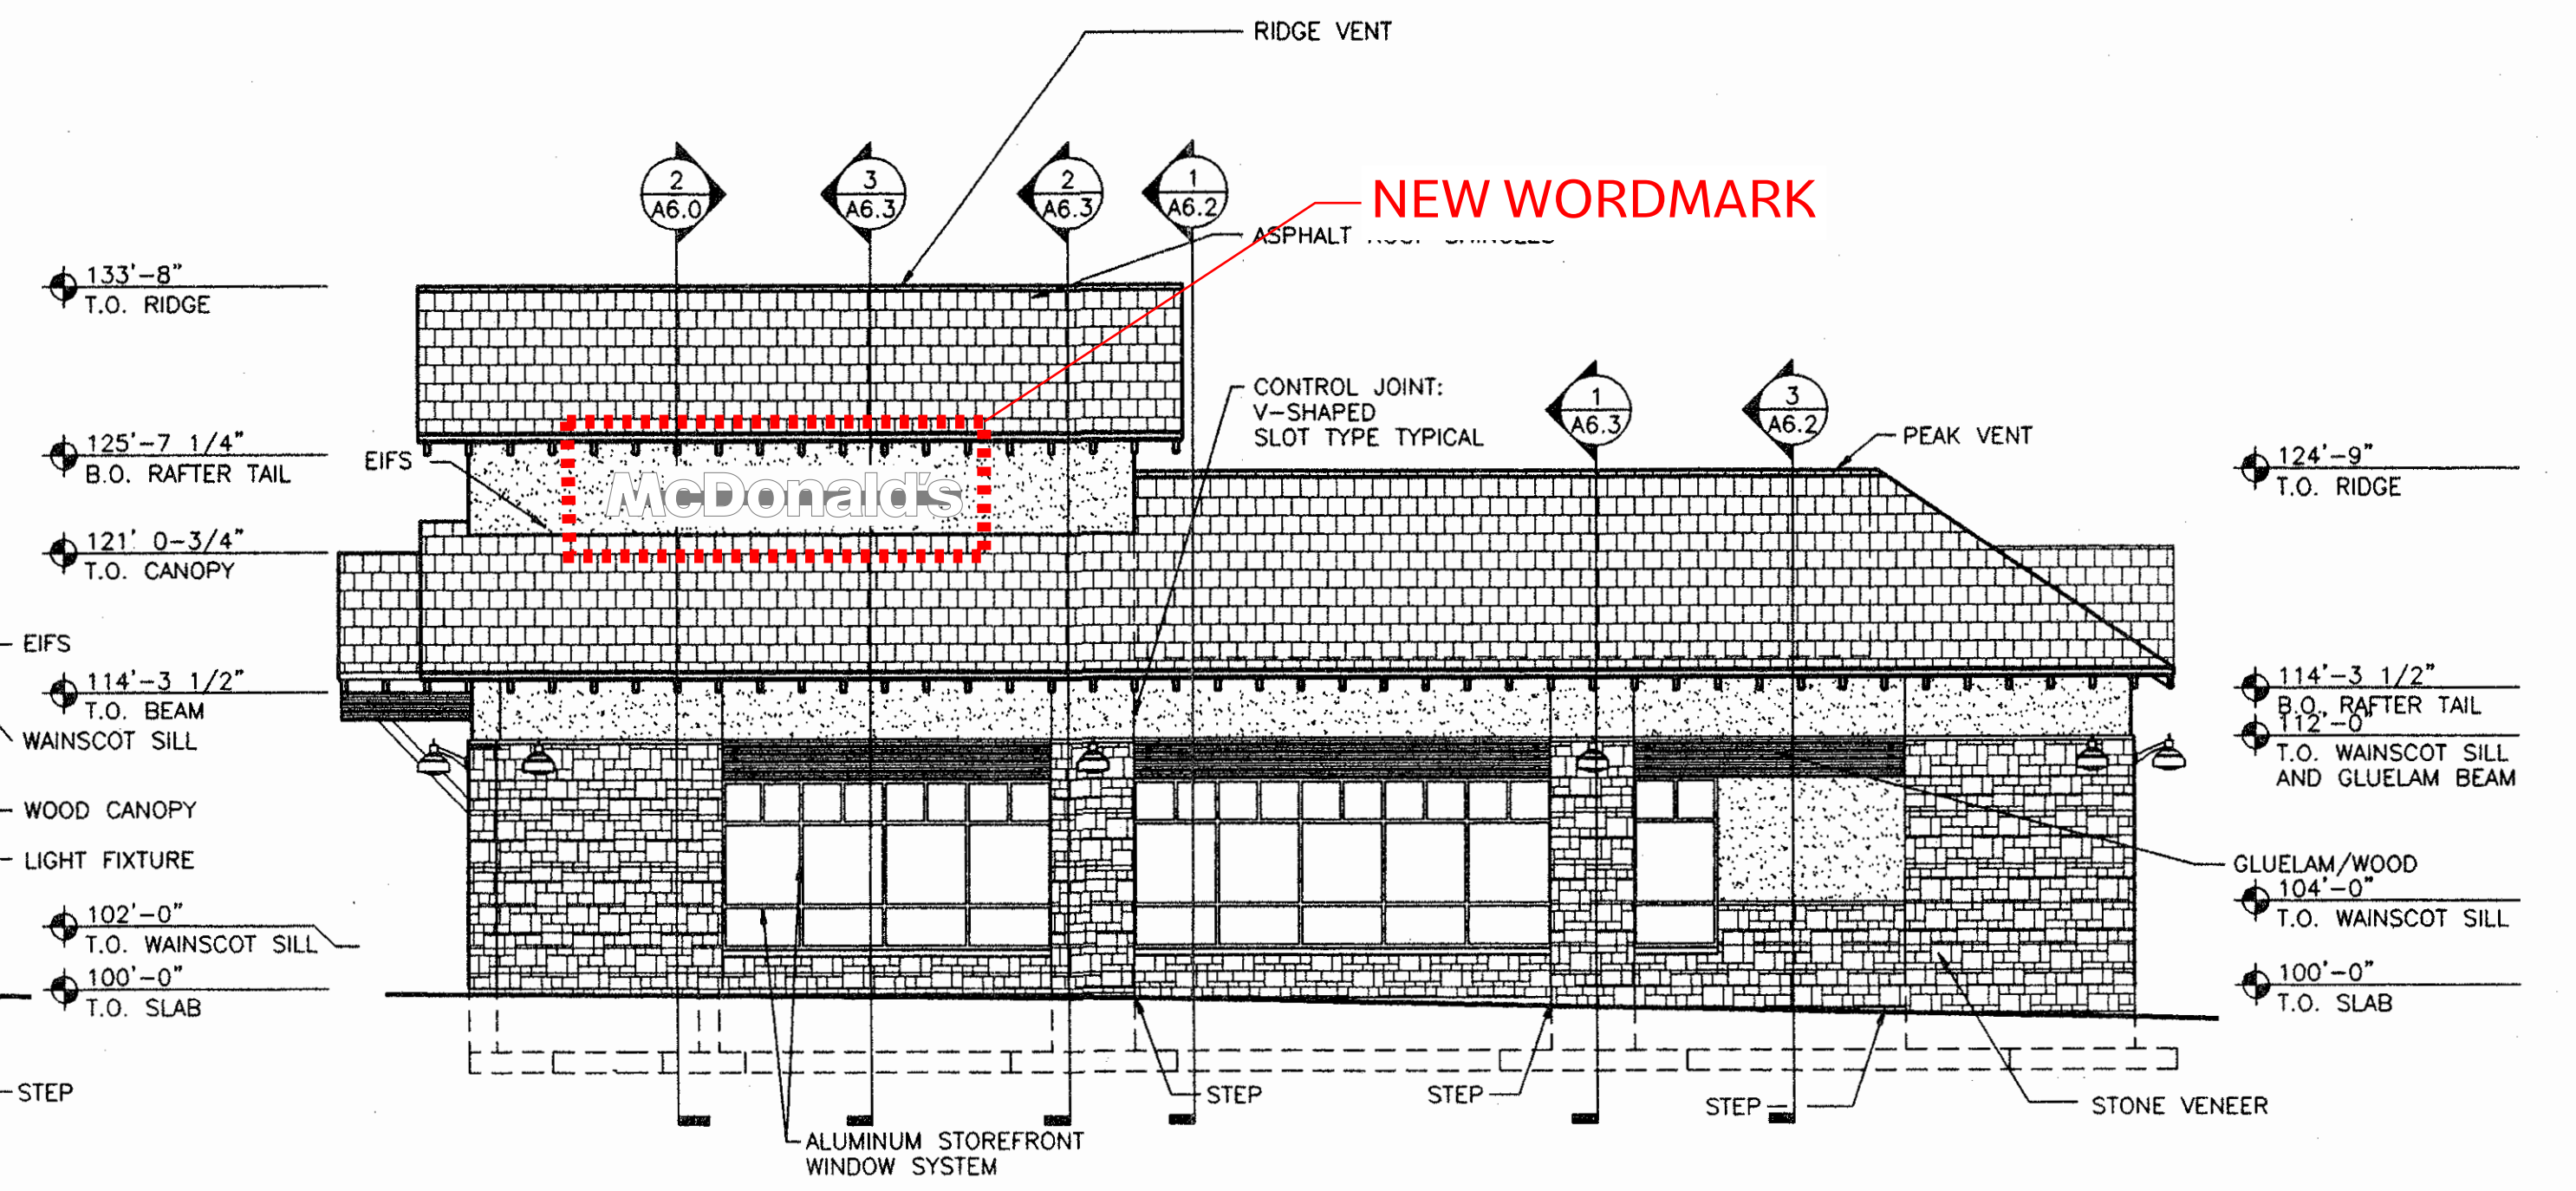 RIDGE VENT
2
A6.0
3
A6.3
2
A6.3
1
A6.2
NEW WORDMARK
ASPHALT
133'-8"
T.O. RIDGE
CONTROL JOINT:
V-SHAPED
SLOT TYPE TYPICAL
1
A6.3
3
A6.2
PEAK VENT
125'-7 1/4"
B.O. RAFTER TAIL
EIFS
124'-9"
T.O. RIDGE
McDonald's
121' 0-3/4"
T.O. CANOPY
EIFS
114'-3 1/2"
T.O. BEAM
114'-3 1/2"
B.O. RAFTER TAIL
112'-0"
T.O. WAINSCOT SILL
AND GLUELAM BEAM
WAINSCOT SILL
WOOD CANOPY
LIGHT FIXTURE
GLUELAM/WOOD
102'-0"
T.O. WAINSCOT SILL
104'-0"
T.O. WAINSCOT SILL
100'-0"
T.O. SLAB
100'-0"
T.O. SLAB
STEP
STEP
STEP
STEP
STONE VENEER
ALUMINUM STOREFRONT
WINDOW SYSTEM